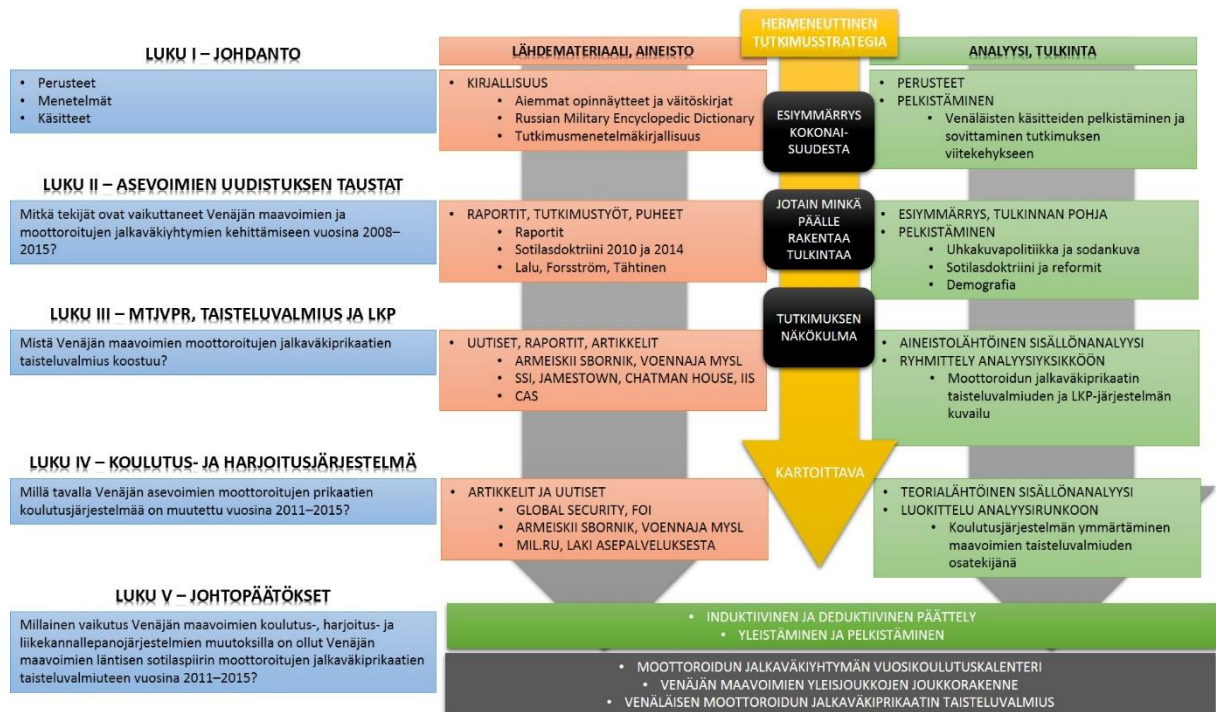 HERMENEUTTINEN
TUTKIMUSSTRATEGIA
LUKU I – JOHDANTO
• Perusteet
• Menetelmät
• Käsitteet
LÄHDEMATERIAALI, AINEISTO
• KIRJALLISUUS
• Aiemmat opinnäytteet ja väitöskirjat
• Russian Military Encyclopedic Dictionary
• Tutkimusmenetelmäkirjallisuus
ESIYMMÄRRYS
KOKONAI-
SUUDESTA
ANALYYSI, TULKINTA
• PERUSTEET
• PELKISTÄMINEN
• Venäläisten käsitteiden pelkistäminen ja
sovittaminen tutkimuksen
viitekehykseen
LUKU II – ASEVOIMIEN UUDISTUKSEN TAUSTAT
Mitkä tekijät ovat vaikuttaneet Venäjän maavoimien ja
moottoroitujen jalkaväkiyhtymien kehittämiseen vuosina 2008–
2015?
• RAPORTIT, TUTKIMUSTYÖT, PUHEET
• Raportit
• Sotilasdoktriini 2010 ja 2014
• Lalu, Forsström, Tähtinen
JOTAIN MINKÄ
PÄÄLLE
RAKENTAA
TULKINTAA
• ESIYMMÄRRYS, TULKINNAN POHJA
• PELKISTÄMINEN
• Uhkakuvapolitiikka ja sodankuva
• Sotilasdoktriini ja reformit
• Demografia
LUKU III – MTJVPR, TAISTELUVALMIUS JA LKP
Mistä Venäjän maavoimien moottoroitujen jalkaväkiprikaatien
taisteluvalmius koostuu?
• UUTISET, RAPORTIT, ARTIKKELIT
• ARMEISKII SBORNIK, VOENNAJA MYSL
• SSI, JAMESTOWN, CHATMAN HOUSE, IIS
• CAS
TUTKIMUKSEN
NÄKÖKULMA
• AINEISTOLÄHTÖINEN SISÄLLÖNANALYYSI
• RYHMITTELY ANALYYSIYKSIKKÖÖN
• Moottoroidun jalkaväkiprikaatin
taisteluvalmiuden ja LKP-järjestelmän
kuvailu
LUKU IV – KOULUTUS- JA HARJOITUSJÄRJESTELMÄ
Millä tavalla Venäjän asevoimien moottoroitujen prikaatien
koulutusjärjestelmää on muutettu vuosina 2011–2015?
• ARTIKKELIT JA UUTISET
• GLOBAL SECURITY, FOI
• ARMEISKII SBORNIK, VOENNAJA MYSL
• MIL.RU, LAKI ASEPALVELUKSESTA
KARTOITTAVA
• TEORIALÄHTÖINEN SISÄLLÖNANALYYSI
• LUOKITTELU ANALYYSIRUNKOON
• Koulutusjärjestelmän ymmärtäminen
maavoimien taisteluvalmiuden
osatekijänä
LUKU V – JOHTOPÄÄTÖKSET
Millainen vaikutus Venäjän maavoimien koulutus-, harjoitus- ja
liikekannallepanojärjestelmien muutoksilla on ollut Venäjän
maavoimien läntisen sotilaspiirin moottoroitujen jalkaväkiprikaatien
taisteluvalmiuteen vuosina 2011–2015?
• INDUKTIIVINEN JA DEDUKTIIVINEN PÄÄTTELY
• YLEISTÄMINEN JA PELKISTÄMINEN
• MOOTTOROIDUN JALKAVÄKIYHTYMÄN VUOSIKOULUTUSKALENTERI
• VENÄJÄN MAAVOIMIEN YLEISJOUKKOJEN JOUKKORAKENNE
• VENÄLÄISEN MOOTTOROIDUN JALKAVÄKIPRIKAATIN TAISTELUVALMIUS